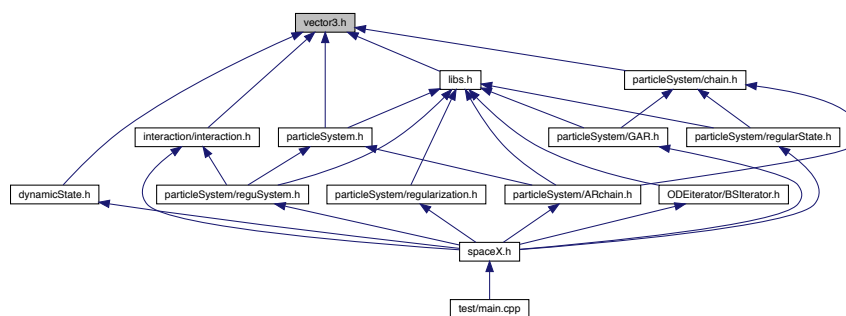 vector3.h
libs.h
particleSystem/chain.h
interaction/interaction.h
particleSystem.h
particleSystem/GAR.h
particleSystem/regularState.h
dynamicState.h
particleSystem/reguSystem.h
particleSystem/regularization.h
particleSystem/ARchain.h
ODEiterator/BSIterator.h
spaceX.h
test/main.cpp